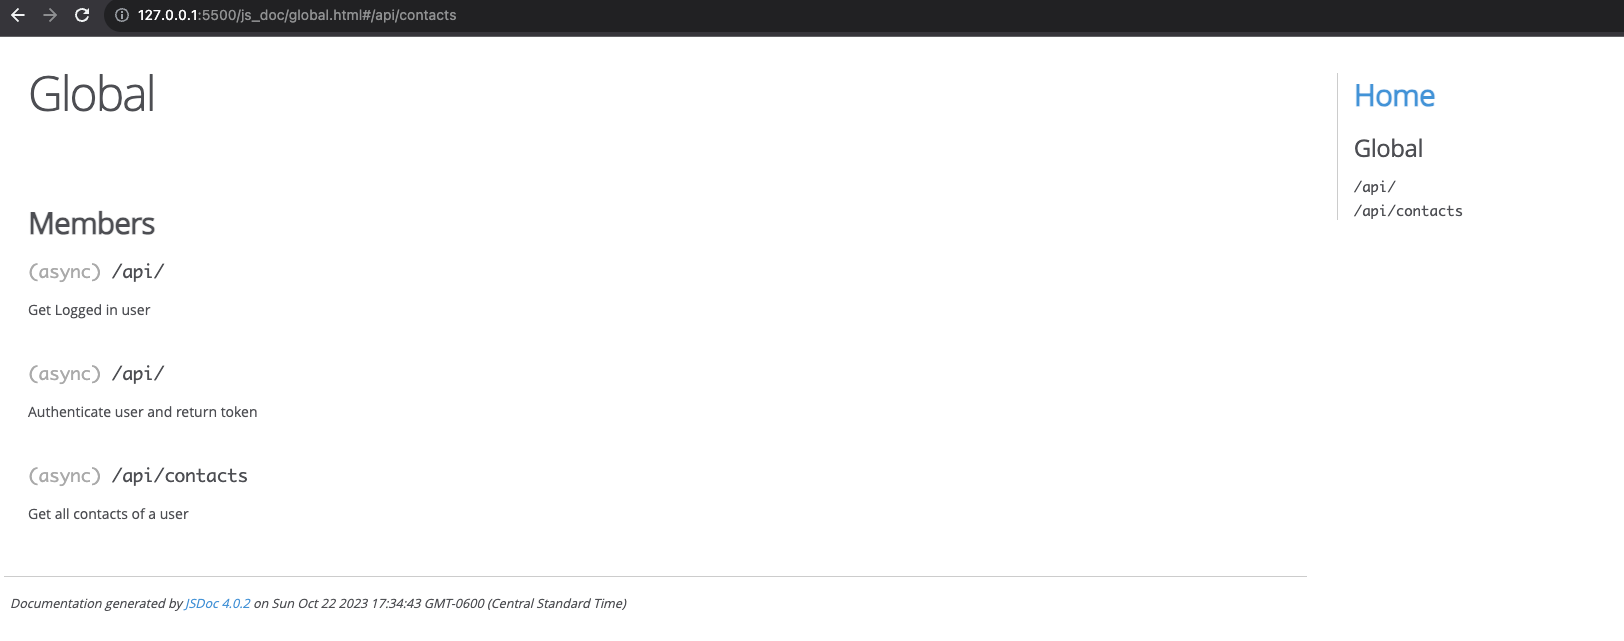 127.0.0.1:5500/js_doc/global.html#/api/contacts
Global
Members
(async) /api/
Get Logged in user
(async) /api/
Authenticate user and return token
(async) /api/contacts
Get all contacts of a user
Home
Global
/api/
/api/contacts
Documentation generated by JSDoc 4.0.2 on Sun Oct 22 2023 17:34:43 GMT-0600 (Central Standard Time)